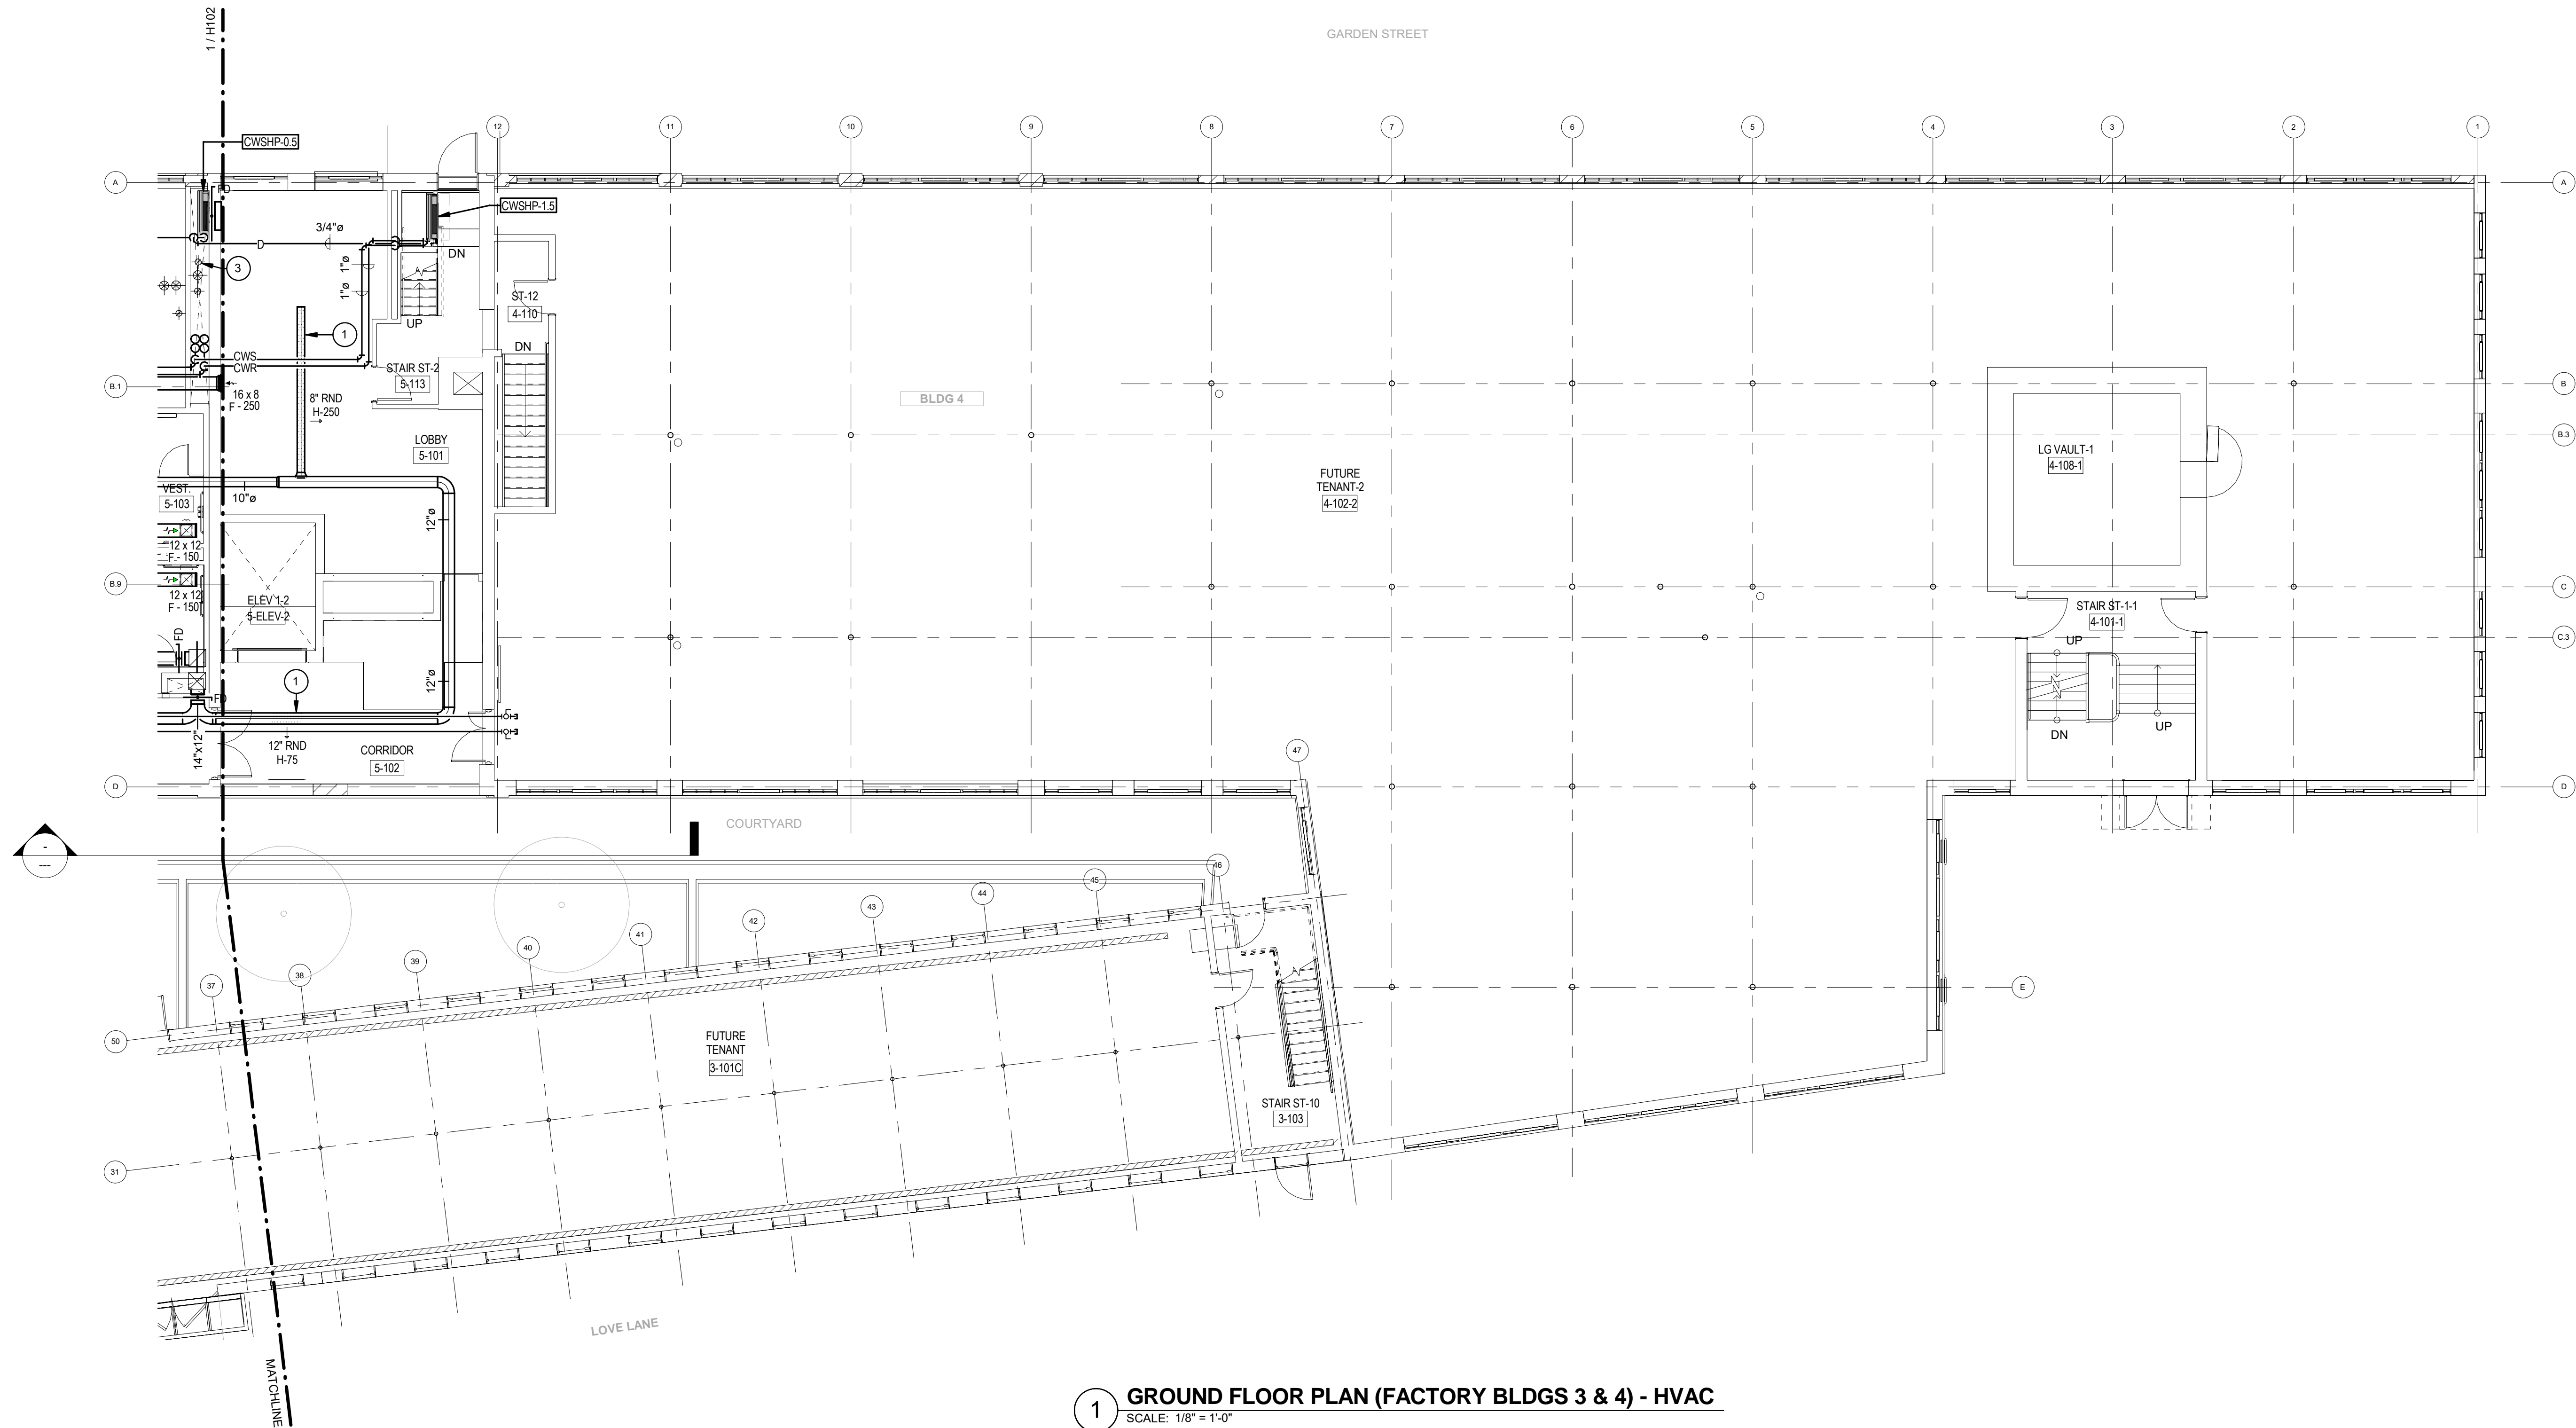 GARDEN STREET
1 / H102
12
11
10
9
8
7
6
5
4
3
2
1
CWSHP-0.5
A
A
FD
CWSHP-1.5
3/4"ø
D
DN
3
1"ø
1"ø
ST-12
4-110
1
UP
DN
CWS
CWR
STAIR ST-2
5-113
B.1
B
16 x 8
F - 250
8" RND
H-250
BLDG 4
LOBBY
5-101
B.3
LG VAULT-1
4-108-1
FUTURE
TENANT-2
4-102-2
VEST.
5-103
10"ø
12"ø
12 x 12
F - 150
B.9
C
12 x 12
F - 150
ELEV 1-2
5-ELEV-2
STAIR ST-1-1
4-101-1
FD
C.3
UP
1
12"ø
FD
14"x12"
12" RND
H-75
CORRIDOR
5-102
DN
UP
47
D
D
COURTYARD
-
---
46
45
44
43
42
41
40
39
38
37
E
50
FUTURE
TENANT
3-101C
STAIR ST-10
3-103
31
LOVE LANE
MATCHLINE
1
GROUND FLOOR PLAN (FACTORY BLDGS 3 & 4) - HVAC
SCALE: 1/8" = 1'-0"